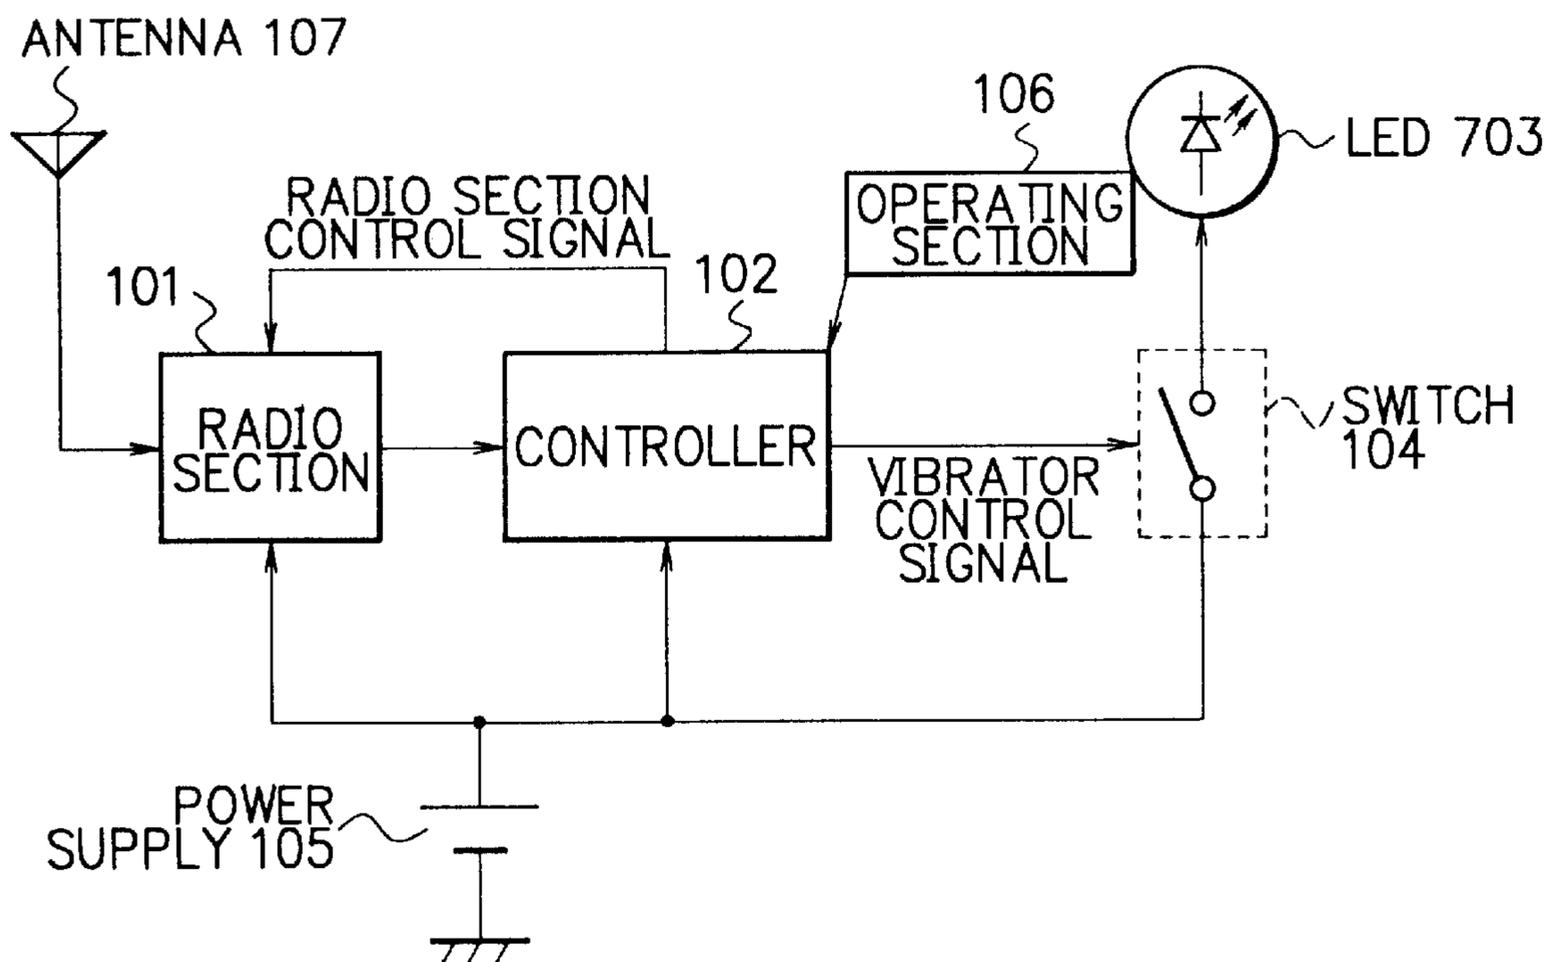 ANTENNA 107
106
LED 703
RADIO SECTION
CONTROL SIGNAL
OPERATING
SECTION
101
102
RADIO
SECTION
CONTROLLER
SWITCH
104
VIBRATOR
CONTROL
SIGNAL
POWER
SUPPLY 105